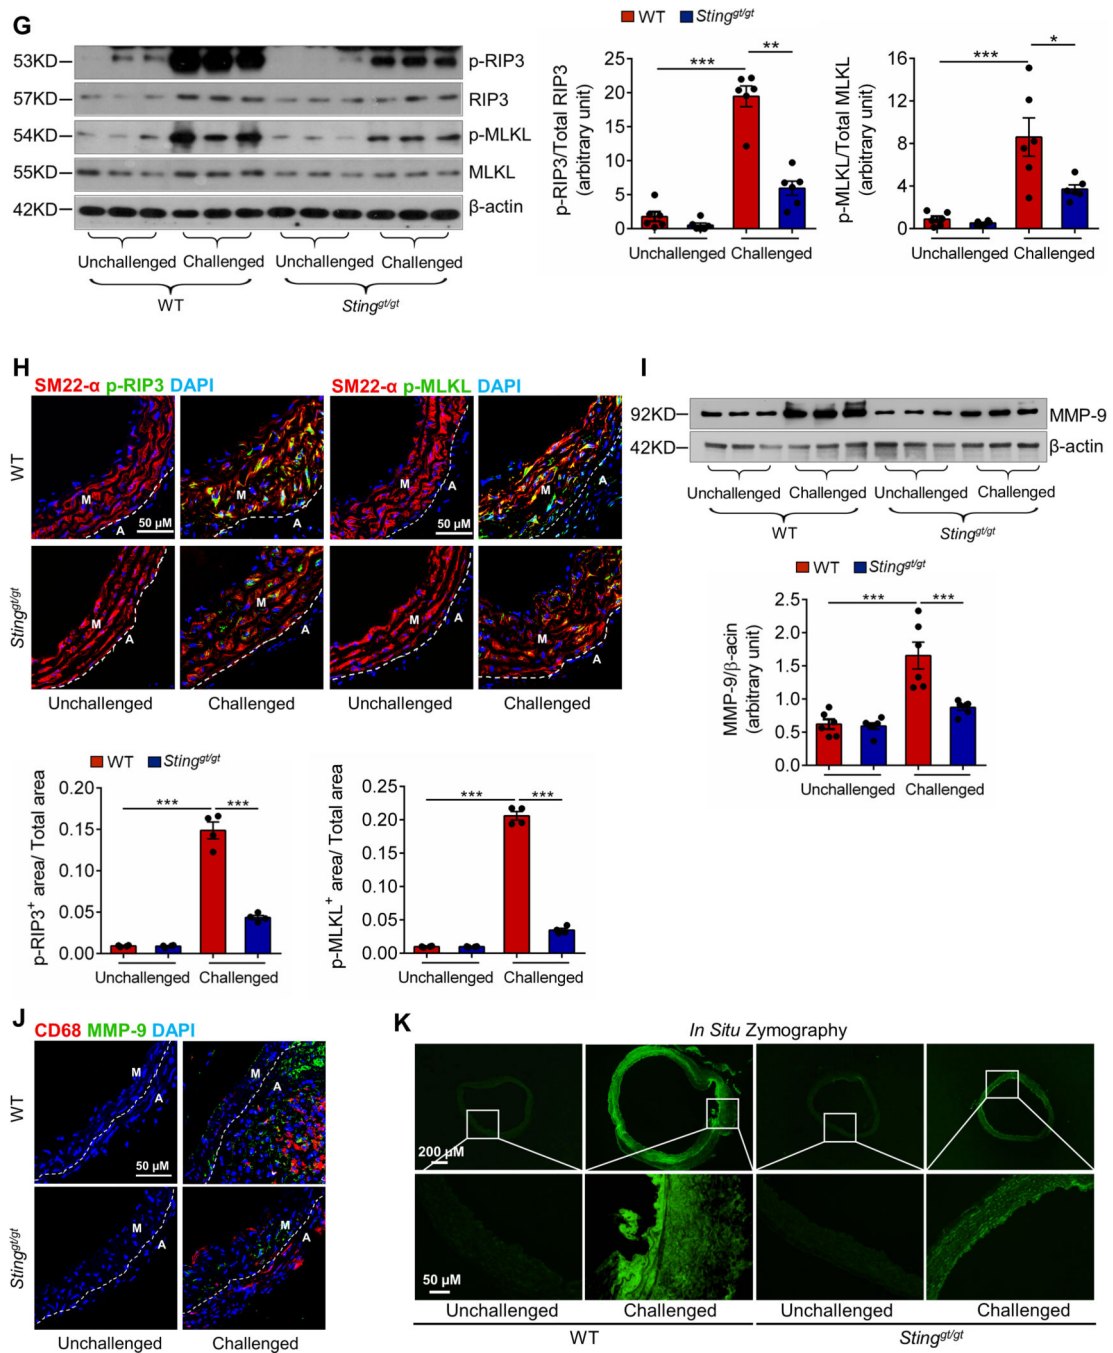 G
53KD
57KD
54KD
55KD
42KD
p-RIP3
RIP3
p-MLKL
MLKL
β-actin
Unchallenged Challenged Unchallenged Challenged
WT Sting^gt/gt
WT Sting^gt/gt
p-RIP3/Total RIP3
(arbitrary unit)
25
20
15
10
5
0
*** **
Unchallenged Challenged
p-MLKL/Total MLKL
(arbitrary unit)
16
12
8
4
0
*** *
Unchallenged Challenged
H
SM22-α p-RIP3 DAPI SM22-α p-MLKL DAPI
WT
M A 50 μM M A M A 50 μM M A
Sting^gt/gt
M A M A M A M A
Unchallenged Challenged Unchallenged Challenged
WT Sting^gt/gt
p-RIP3⁺ area/ Total area
0.20
0.15
0.10
0.05
0.00
*** ***
Unchallenged Challenged
p-MLKL⁺ area/ Total area
0.25
0.20
0.15
0.10
0.05
0.00
*** ***
Unchallenged Challenged
I
92KD MMP-9
42KD β-actin
Unchallenged Challenged Unchallenged Challenged
WT Sting^gt/gt
WT Sting^gt/gt
MMP-9/β-acin
(arbitrary unit)
2.5
2.0
1.5
1.0
0.5
0.0
*** ***
Unchallenged Challenged
J
CD68 MMP-9 DAPI
WT
M A 50 μM M A
Sting^gt/gt
M A M A
Unchallenged Challenged
K
In Situ Zymography
200 μM
50 μM
Unchallenged Challenged Unchallenged Challenged
WT Sting^gt/gt